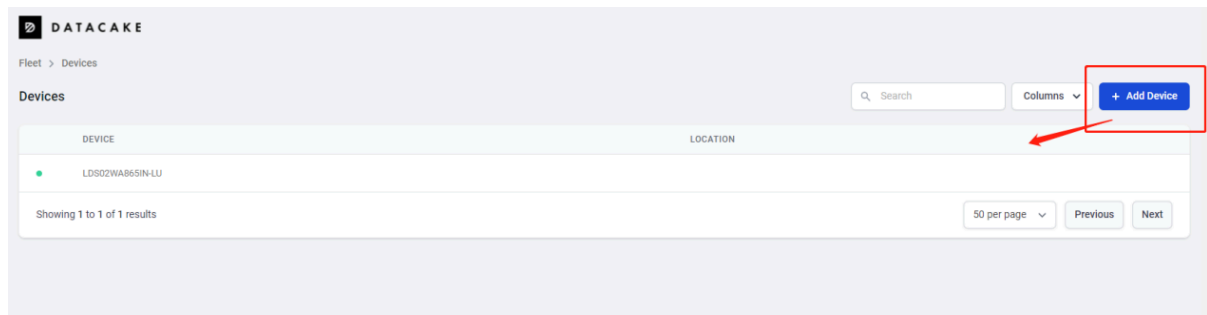 DATACAKE
Fleet > Devices
Devices
Search
Columns
+ Add Device
DEVICE
LOCATION
LDS02WA865IN-LU
Showing 1 to 1 of 1 results
50 per page
Previous
Next